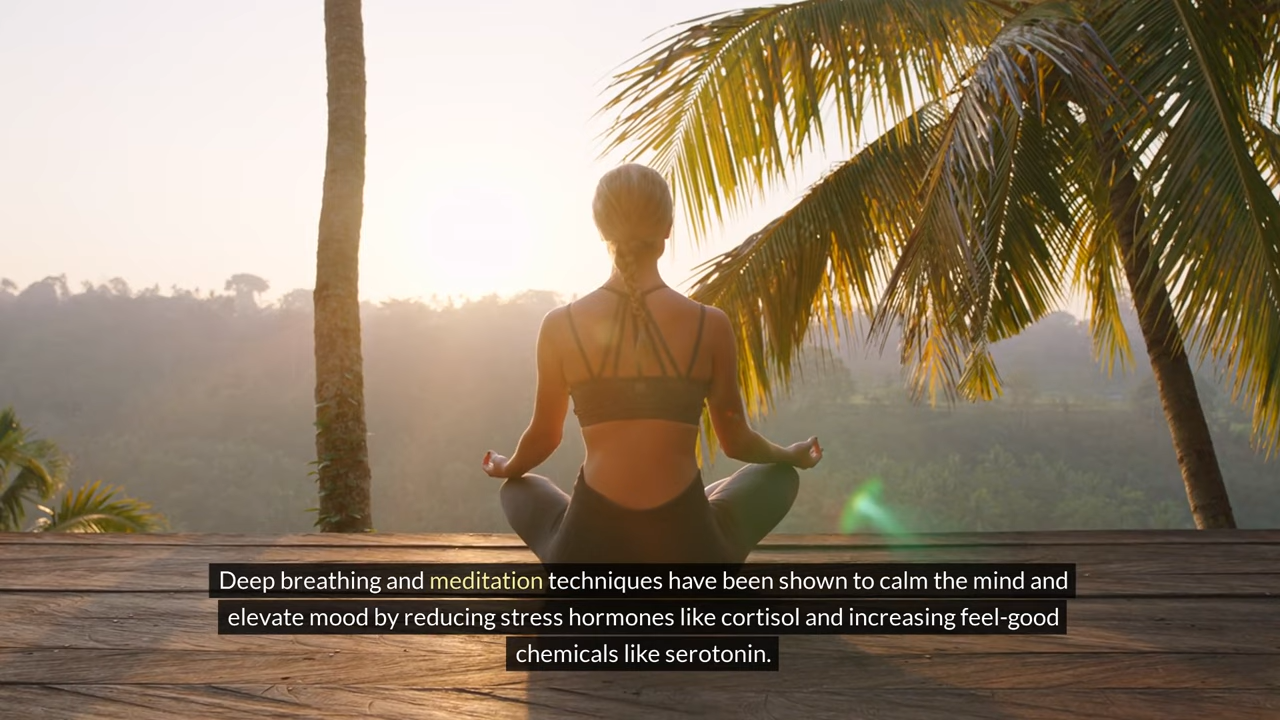 Deep breathing and meditation techniques have been shown to calm the mind and
elevate mood by reducing stress hormones like cortisol and increasing feel-good
chemicals like serotonin.